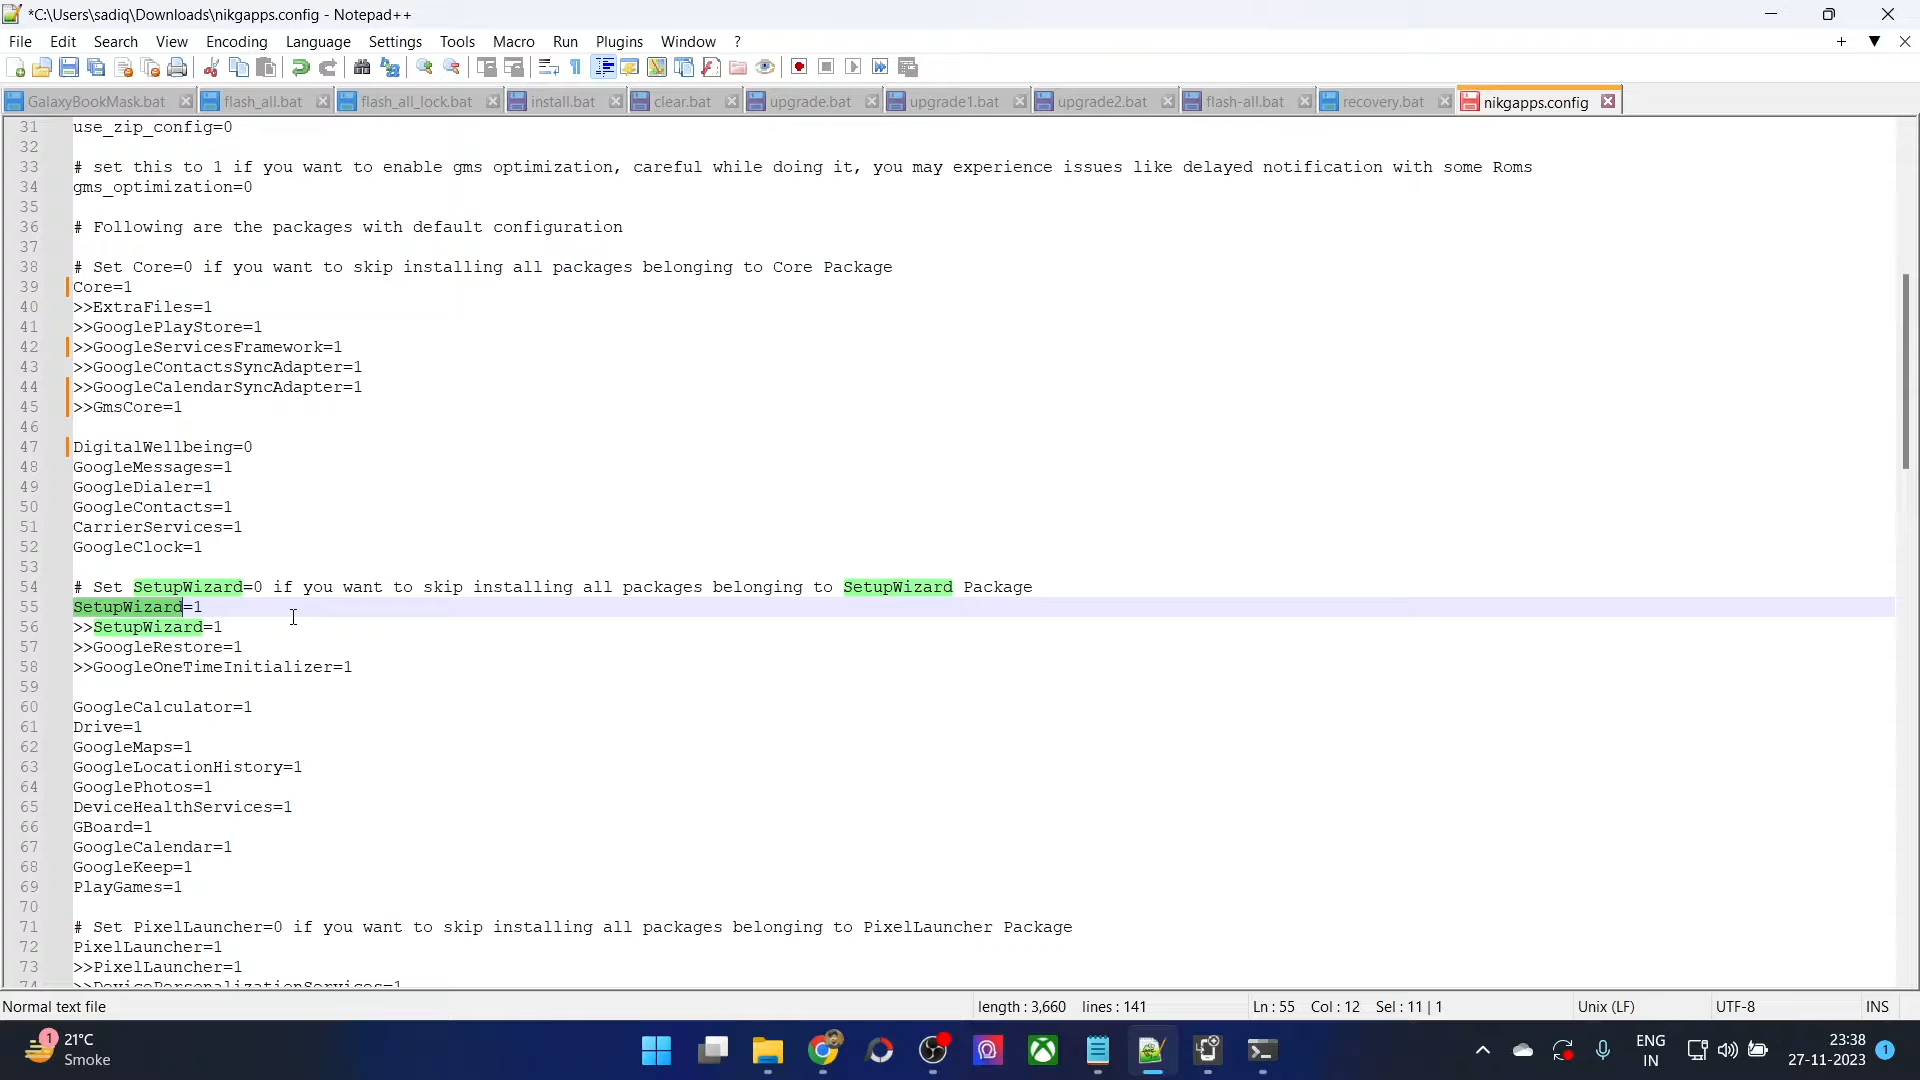 *C:\Users\sadiq\Downloads\nikgapps.config - Notepad++
File Edit Search View Encoding Language Settings Tools Macro Run Plugins Window ?
GalaxyBookMask.bat flash_all.bat flash_all_lock.bat install.bat clear.bat upgrade.bat upgrade1.bat upgrade2.bat flash-all.bat recovery.bat nikgapps.config
31 use_zip_config=0
32
33 # set this to 1 if you want to enable gms optimization, careful while doing it, you may experience issues like delayed notification with some Roms
34 gms_optimization=0
35
36 # Following are the packages with default configuration
37
38 # Set Core=0 if you want to skip installing all packages belonging to Core Package
39 Core=1
40 >>ExtraFiles=1
41 >>GooglePlayStore=1
42 >>GoogleServicesFramework=1
43 >>GoogleContactsSyncAdapter=1
44 >>GoogleCalendarSyncAdapter=1
45 >>GmsCore=1
46
47 DigitalWellbeing=0
48 GoogleMessages=1
49 GoogleDialer=1
50 GoogleContacts=1
51 CarrierServices=1
52 GoogleClock=1
53
54 # Set SetupWizard=0 if you want to skip installing all packages belonging to SetupWizard Package
55 SetupWizard=1
56 >>SetupWizard=1
57 >>GoogleRestore=1
58 >>GoogleOneTimeInitializer=1
59
60 GoogleCalculator=1
61 Drive=1
62 GoogleMaps=1
63 GoogleLocationHistory=1
64 GooglePhotos=1
65 DeviceHealthServices=1
66 GBoard=1
67 GoogleCalendar=1
68 GoogleKeep=1
69 PlayGames=1
70
71 # Set PixelLauncher=0 if you want to skip installing all packages belonging to PixelLauncher Package
72 PixelLauncher=1
73 >>PixelLauncher=1
74 >>DevicePersonalizationServices=1
Normal text file length : 3,660 lines : 141 Ln : 55 Col : 12 Sel : 11 | 1 Unix (LF) UTF-8 INS
1 21°C
Smoke
ENG
IN
23:38
27-11-2023
1